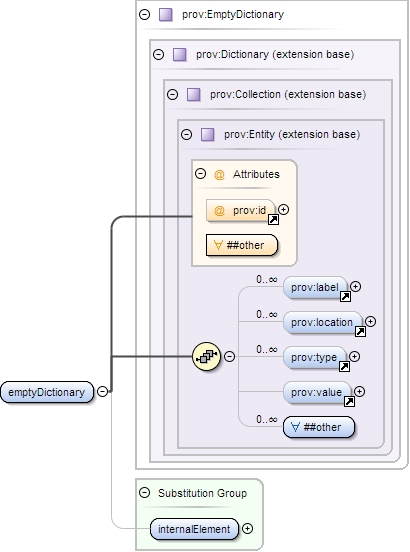 prov:EmptyDictionary
prov:Dictionary (extension base)
prov:Collection (extension base)
prov:Entity (extension base)
@ Attributes
@ prov:id
∀ ##other
0..∞ prov:label
0..∞ prov:location
0..∞ prov:type
prov:value
0..∞ ∀ ##other
emptyDictionary
Substitution Group
internalElement